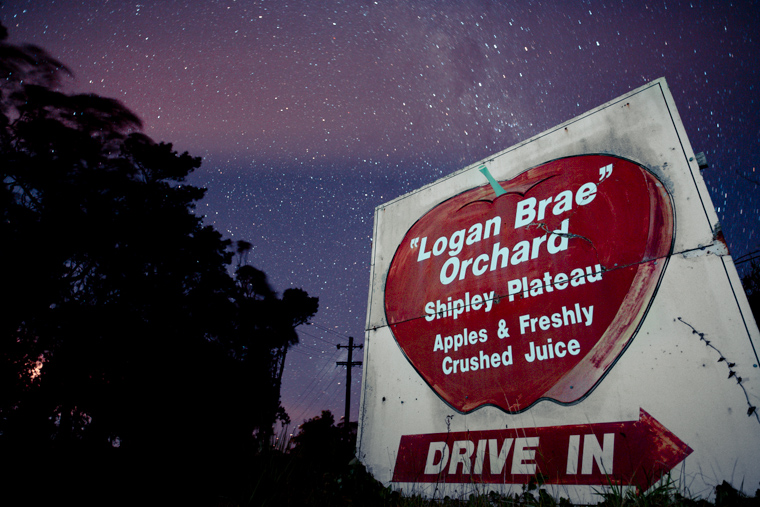 "Logan Brae"
Orchard
Shipley Plateau
Apples & Freshly
Crushed Juice
DRIVE IN